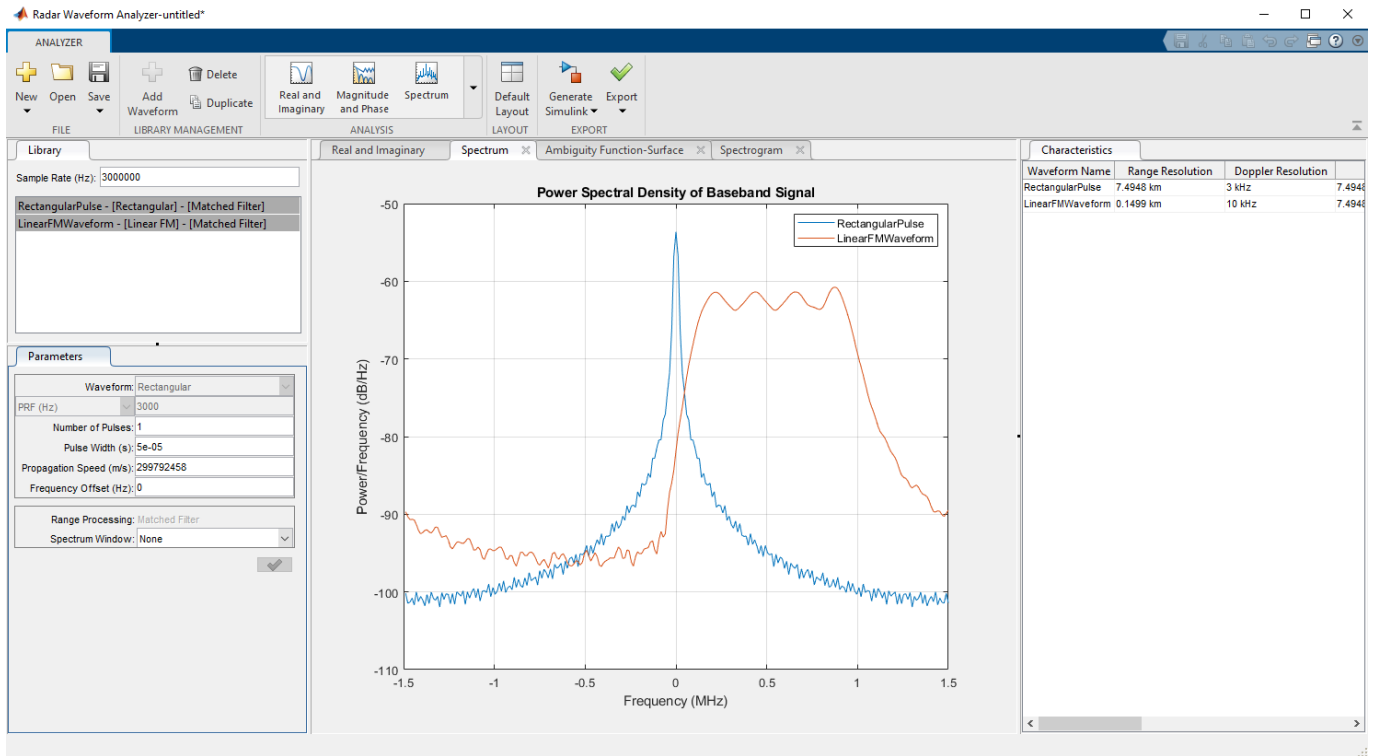 Radar Waveform Analyzer-untitled*
ANALYZER
New
Open
Save
FILE
Add Waveform
Delete
Duplicate
LIBRARY MANAGEMENT
Real and Imaginary
Magnitude and Phase
Spectrum
ANALYSIS
Default Layout
LAYOUT
Generate Simulink
Export
EXPORT
Library
Sample Rate (Hz): 3000000
RectangularPulse - [Rectangular] - [Matched Filter]
LinearFMWaveform - [Linear FM] - [Matched Filter]
Parameters
Waveform: Rectangular
PRF (Hz) 3000
Number of Pulses: 1
Pulse Width (s): 5e-05
Propagation Speed (m/s): 299792458
Frequency Offset (Hz): 0
Range Processing: Matched Filter
Spectrum Window: None
Real and Imaginary
Spectrum
Ambiguity Function-Surface
Spectrogram
Power Spectral Density of Baseband Signal
RectangularPulse
LinearFMWaveform
Power/Frequency (dB/Hz)
-50
-60
-70
-80
-90
-100
-110
-1.5 -1 -0.5 0 0.5 1 1.5
Frequency (MHz)
Characteristics
Waveform Name Range Resolution Doppler Resolution
RectangularPulse 7.4948 km 3 kHz 7.4948
LinearFMWaveform 0.1499 km 10 kHz 7.4948